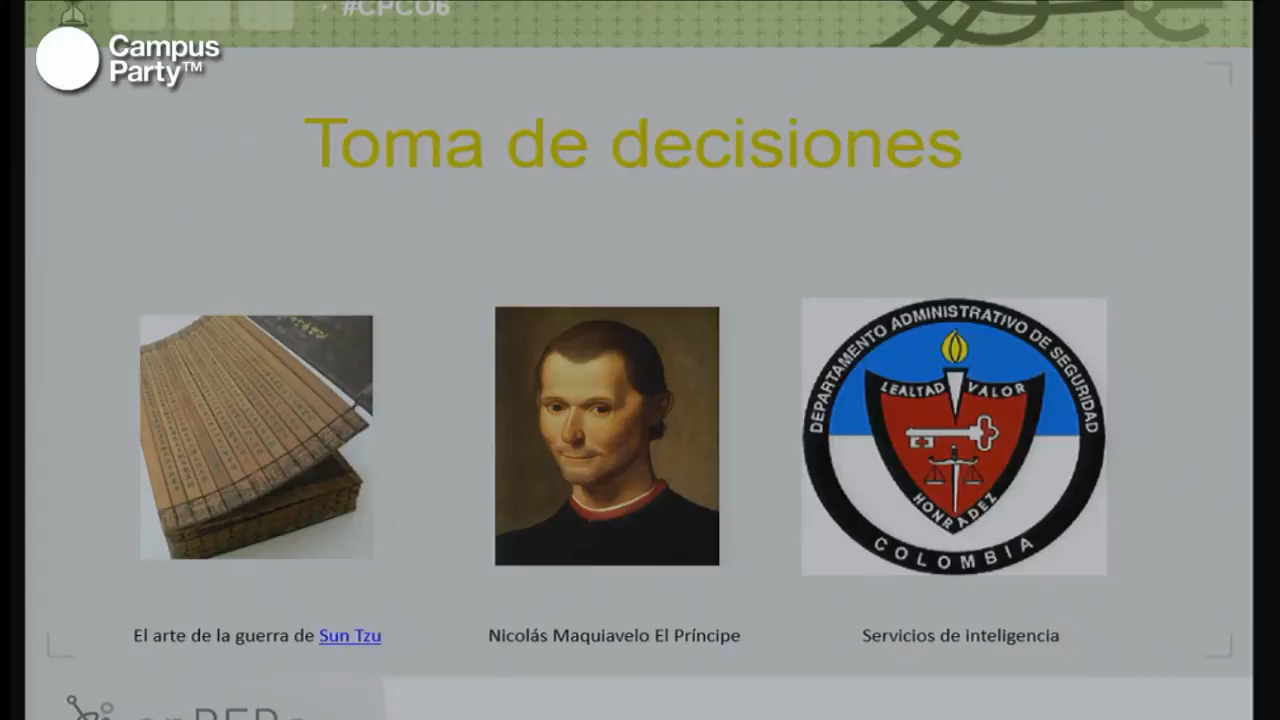 #CPCO6
Campus
Party™
Toma de decisiones
DEPARTAMENTO ADMINISTRATIVO DE SEGURIDAD
LEALTAD VALOR
HONRADEZ
COLOMBIA
El arte de la guerra de Sun Tzu
Nicolás Maquiavelo El Príncipe
Servicios de inteligencia